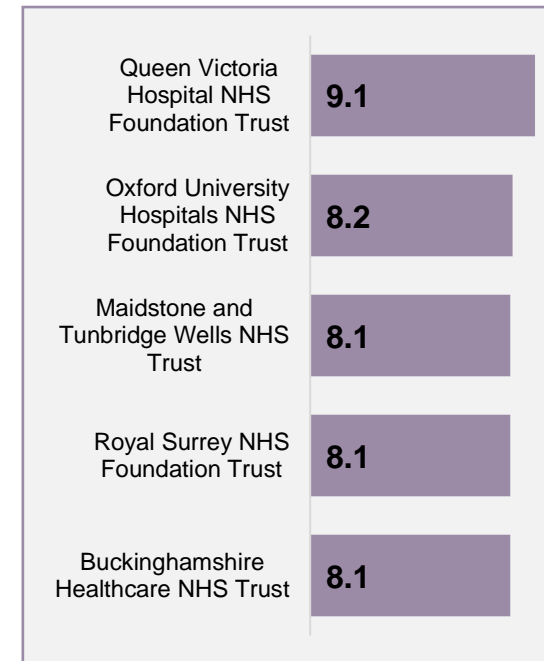 Queen Victoria
Hospital NHS
Foundation Trust
9.1
Oxford University
Hospitals NHS
Foundation Trust
8.2
Maidstone and
Tunbridge Wells NHS
Trust
8.1
Royal Surrey NHS
Foundation Trust
8.1
Buckinghamshire
Healthcare NHS Trust
8.1